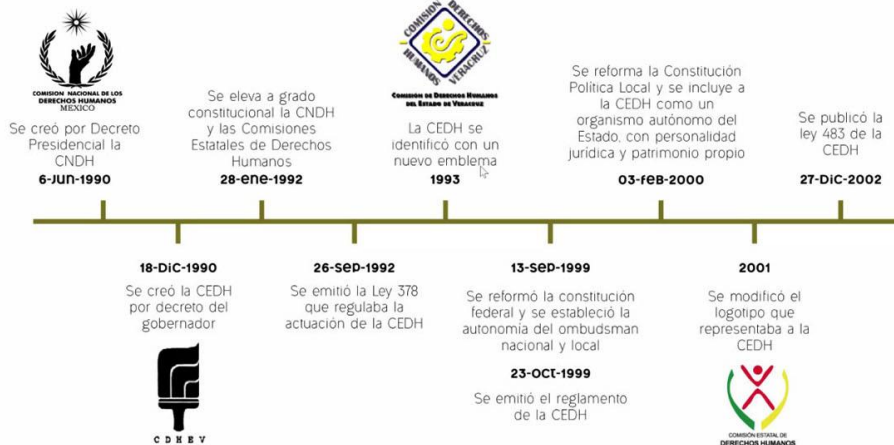 COMISION NACIONAL DE LOS
DERECHOS HUMANOS
MEXICO
Se creó por Decreto
Presidencial la
CNDH
6-Jun-1990
18-Dic-1990
Se creó la CEDH
por decreto del
gobernador
CDHEV
Se eleva a grado
constitucional la CNDH
y las Comisiones
Estatales de Derechos
Humanos
28-ene-1992
26-Sep-1992
Se emitió la Ley 378
que regulaba la
actuación de la CEDH
COMISION DERECHOS
HUMANOS VERACRUZ
Comision de Derechos Humanos
del Estado de Veracruz
La CEDH se
identificó con un
nuevo emblema
1993
13-Sep-1999
Se reformó la constitución
federal y se estableció la
autonomía del ombudsman
nacional y local
23-Oct-1999
Se emitió el reglamento
de la CEDH
Se reforma la Constitución
Política Local y se incluye a
la CEDH como un
organismo autónomo del
Estado, con personalidad
jurídica y patrimonio propio
03-feb-2000
2001
Se modificó el
logotipo que
representaba a la
CEDH
COMISIÓN ESTATAL DE
DERECHOS HUMANOS
Se publicó la
ley 483 de la
CEDH
27-Dic-2002